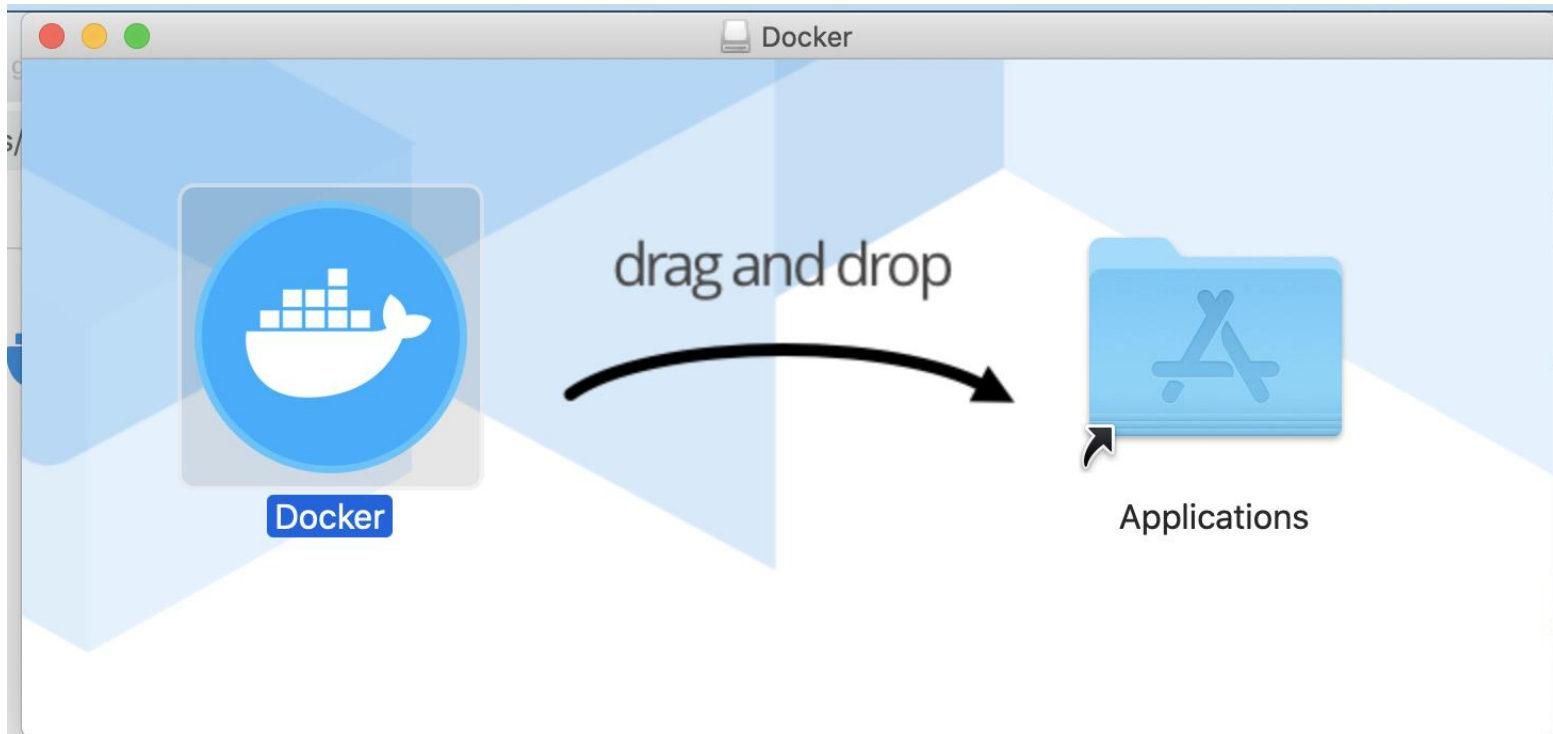 Docker
drag and drop
Docker
Applications